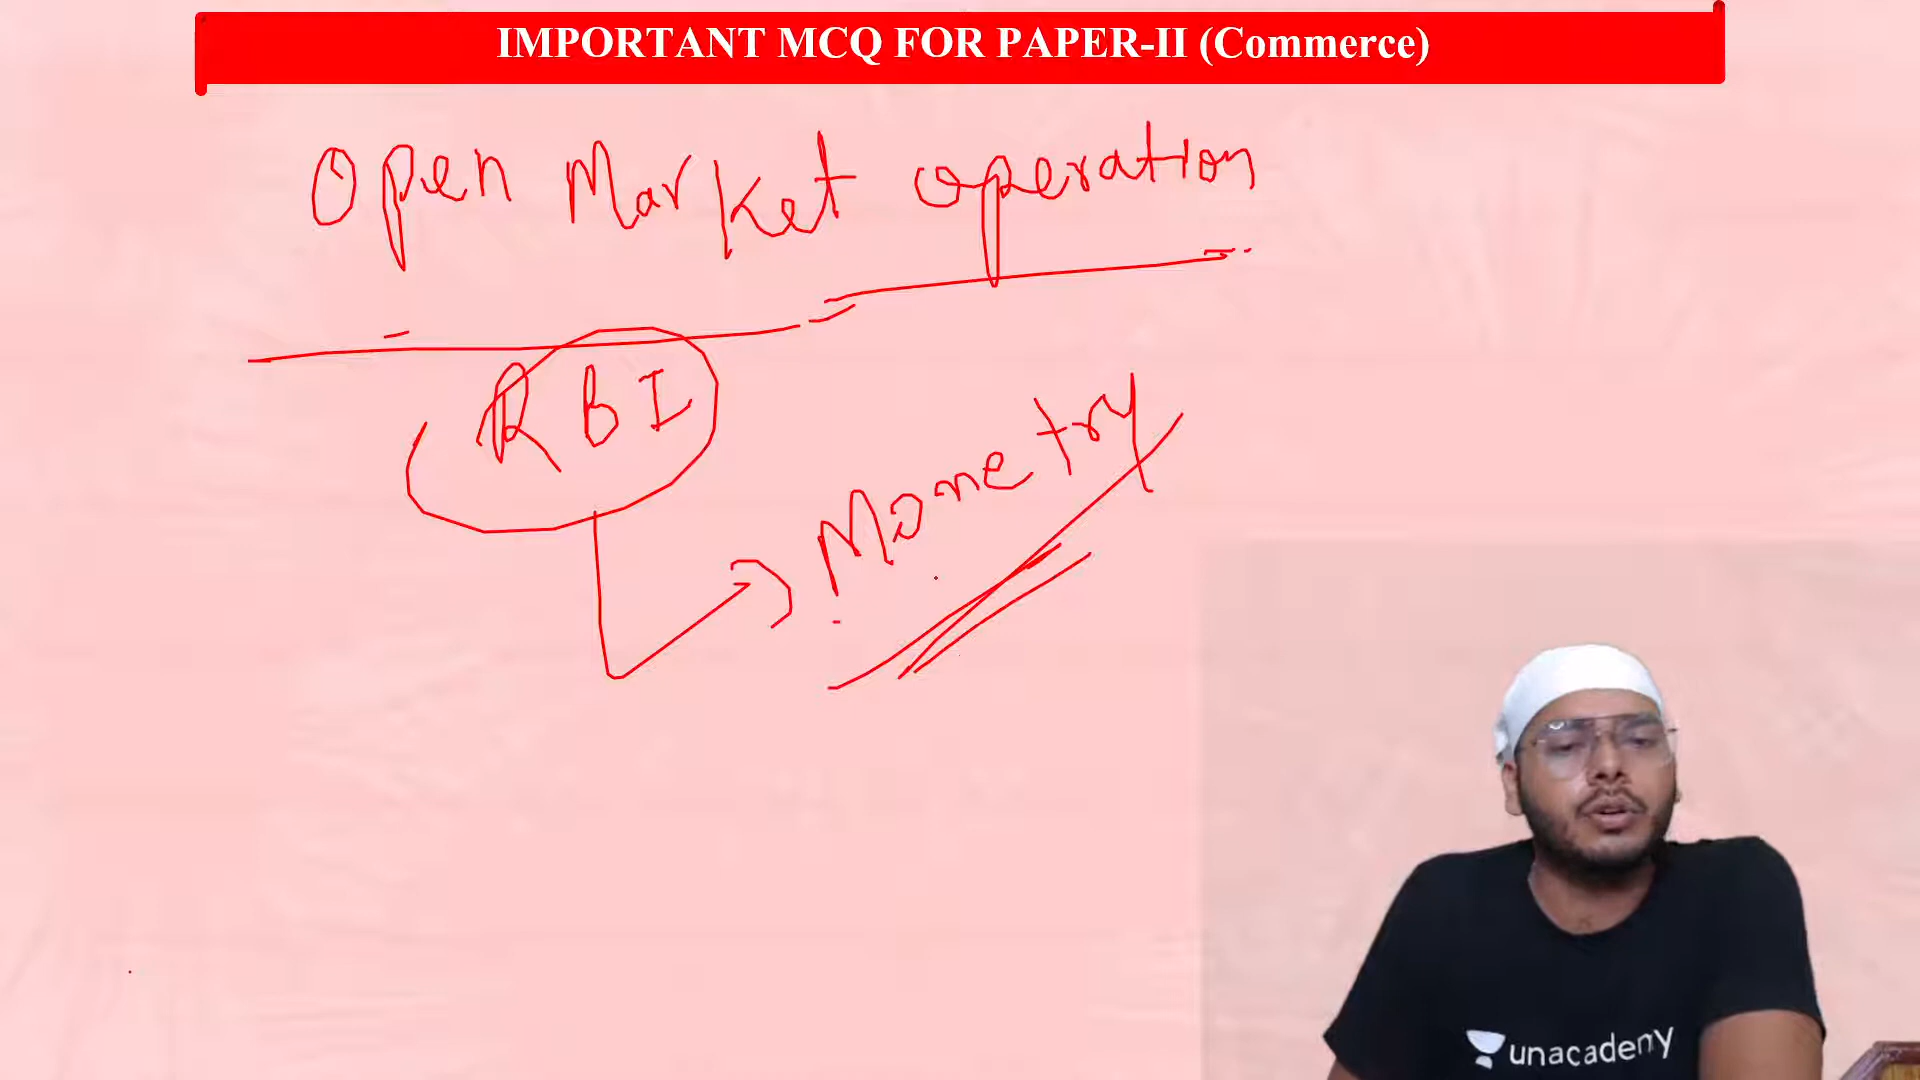 IMPORTANT MCQ FOR PAPER-II (Commerce)
Open Market operation
RBI
Monetry
unacademy